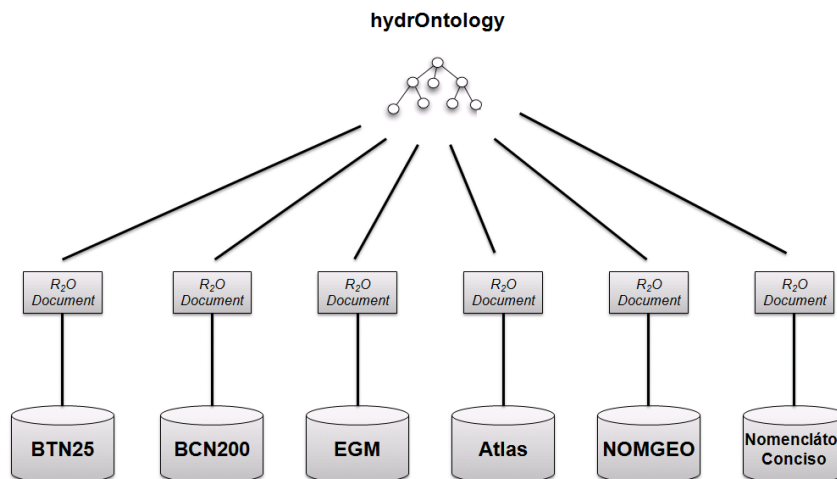 hydrOntology
R₂O
Document
R₂O
Document
R₂O
Document
R₂O
Document
R₂O
Document
R₂O
Document
BTN25
BCN200
EGM
Atlas
NOMGEO
Nomencláto
Conciso